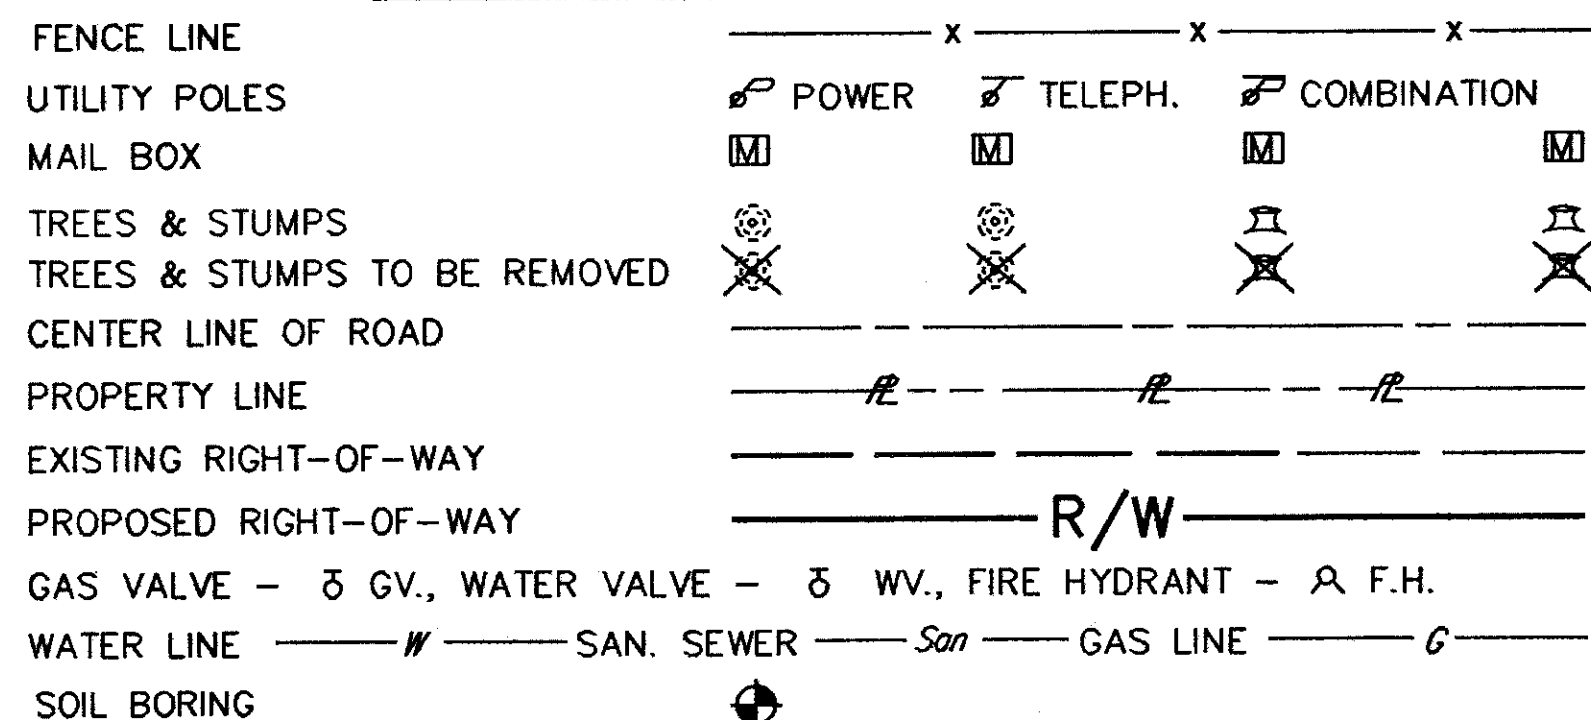 FENCE LINE x x x
UTILITY POLES POWER TELEPH. COMBINATION
MAIL BOX M M M M
TREES & STUMPS
TREES & STUMPS TO BE REMOVED
CENTER LINE OF ROAD
PROPERTY LINE PL PL PL
EXISTING RIGHT-OF-WAY
PROPOSED RIGHT-OF-WAY R/W
GAS VALVE - GV., WATER VALVE - WV., FIRE HYDRANT - F.H.
WATER LINE W SAN. SEWER San GAS LINE G
SOIL BORING